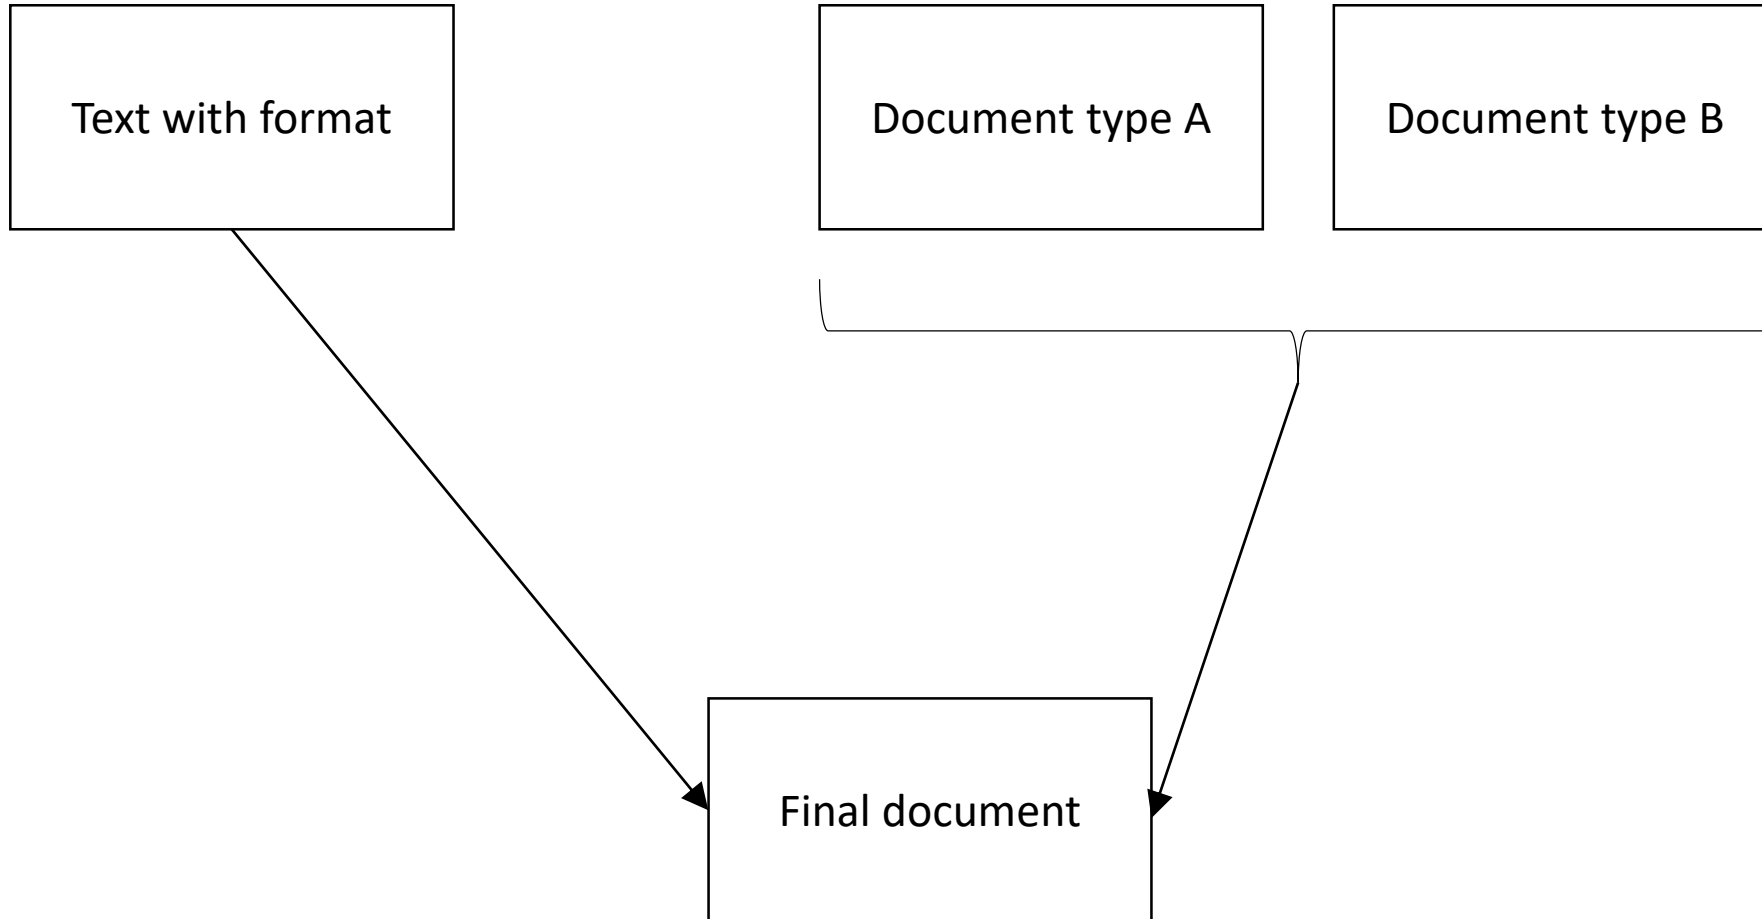 Text with format
Document type A
Document type B
Final document